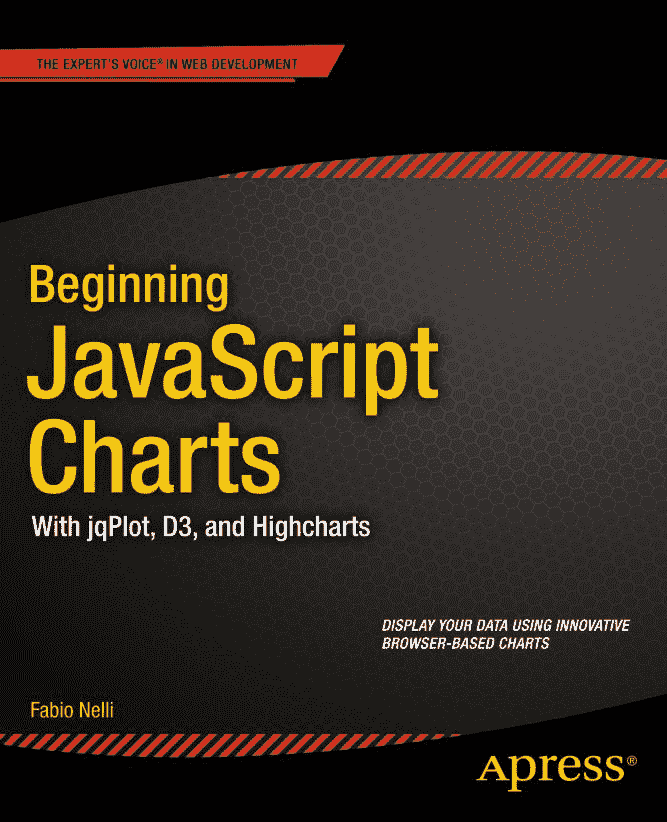 THE EXPERT'S VOICE® IN WEB DEVELOPMENT
Beginning
JavaScript
Charts
With jqPlot, D3, and Highcharts
DISPLAY YOUR DATA USING INNOVATIVE
BROWSER-BASED CHARTS
Fabio Nelli
Apress®